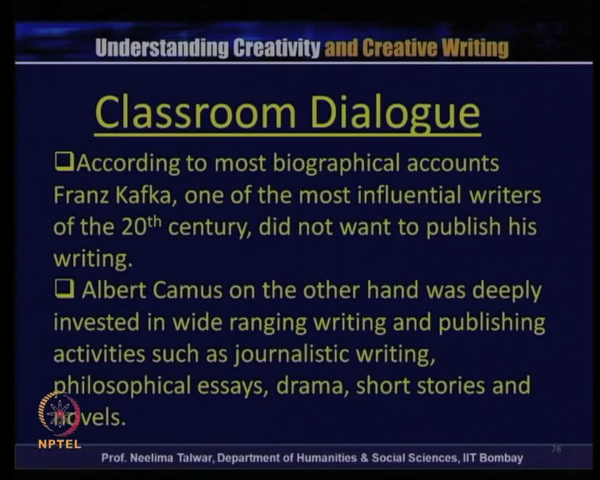 Understanding Creativity and Creative Writing
Classroom Dialogue
❑According to most biographical accounts
Franz Kafka, one of the most influential writers
of the 20th century, did not want to publish his
writing.
❑ Albert Camus on the other hand was deeply
invested in wide ranging writing and publishing
activities such as journalistic writing,
philosophical essays, drama, short stories and
novels.
NPTEL
78
Prof. Neelima Talwar, Department of Humanities & Social Sciences, IIT Bombay